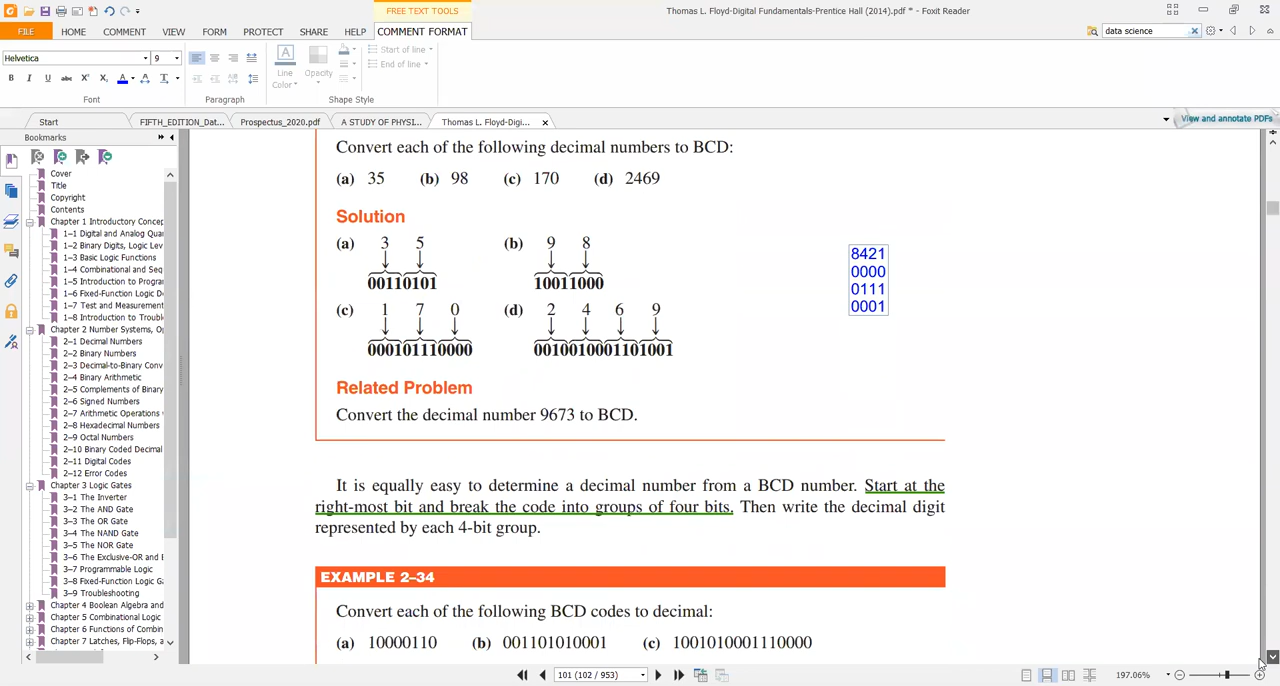 FREE TEXT TOOLS
Thomas L. Floyd-Digital Fundamentals-Prentice Hall (2014).pdf * - Foxit Reader
FILE HOME COMMENT VIEW FORM PROTECT SHARE HELP COMMENT FORMAT
data science
Helvetica 9
Line Color
Opacity
Start of line
End of line
Font Paragraph Shape Style
Start FIFTH_EDITION_Dat... Prospectus_2020.pdf A STUDY OF PHYSI... Thomas L. Floyd-Digi... View and annotate PDFs
Bookmarks
Cover
Title
Copyright
Contents
Chapter 1 Introductory Concep
1–1 Digital and Analog Qua
1–2 Binary Digits, Logic Lev
1–3 Basic Logic Functions
1–4 Combinational and Seq
1–5 Introduction to Progra
1–6 Fixed-Function Logic D
1–7 Test and Measurement
1–8 Introduction to Troub
Chapter 2 Number Systems, Op
2–1 Decimal Numbers
2–2 Binary Numbers
2–3 Decimal-to-Binary Conv
2–4 Binary Arithmetic
2–5 Complements of Binary
2–6 Signed Numbers
2–7 Arithmetic Operations
2–8 Hexadecimal Numbers
2–9 Octal Numbers
2–10 Binary Coded Decimal
2–11 Digital Codes
2–12 Error Codes
Chapter 3 Logic Gates
3–1 The Inverter
3–2 The AND Gate
3–3 The OR Gate
3–4 The NAND Gate
3–5 The NOR Gate
3–6 The Exclusive-OR and E
3–7 Programmable Logic
3–8 Fixed-Function Logic Ga
3–9 Troubleshooting
Chapter 4 Boolean Algebra and
Chapter 5 Combinational Logic
Chapter 6 Functions of Combin
Chapter 7 Latches, Flip-Flops, a
Convert each of the following decimal numbers to BCD:
(a) 35 (b) 98 (c) 170 (d) 2469
Solution
(a) 3 5 (b) 9 8
00110101 10011000
(c) 1 7 0 (d) 2 4 6 9
000101110000 0010010001101001
8421
0000
0111
0001
Related Problem
Convert the decimal number 9673 to BCD.
It is equally easy to determine a decimal number from a BCD number. Start at the
right-most bit and break the code into groups of four bits. Then write the decimal digit
represented by each 4-bit group.
EXAMPLE 2–34
Convert each of the following BCD codes to decimal:
(a) 10000110 (b) 001101010001 (c) 1001010001110000
101 (102 / 953)
197.06%